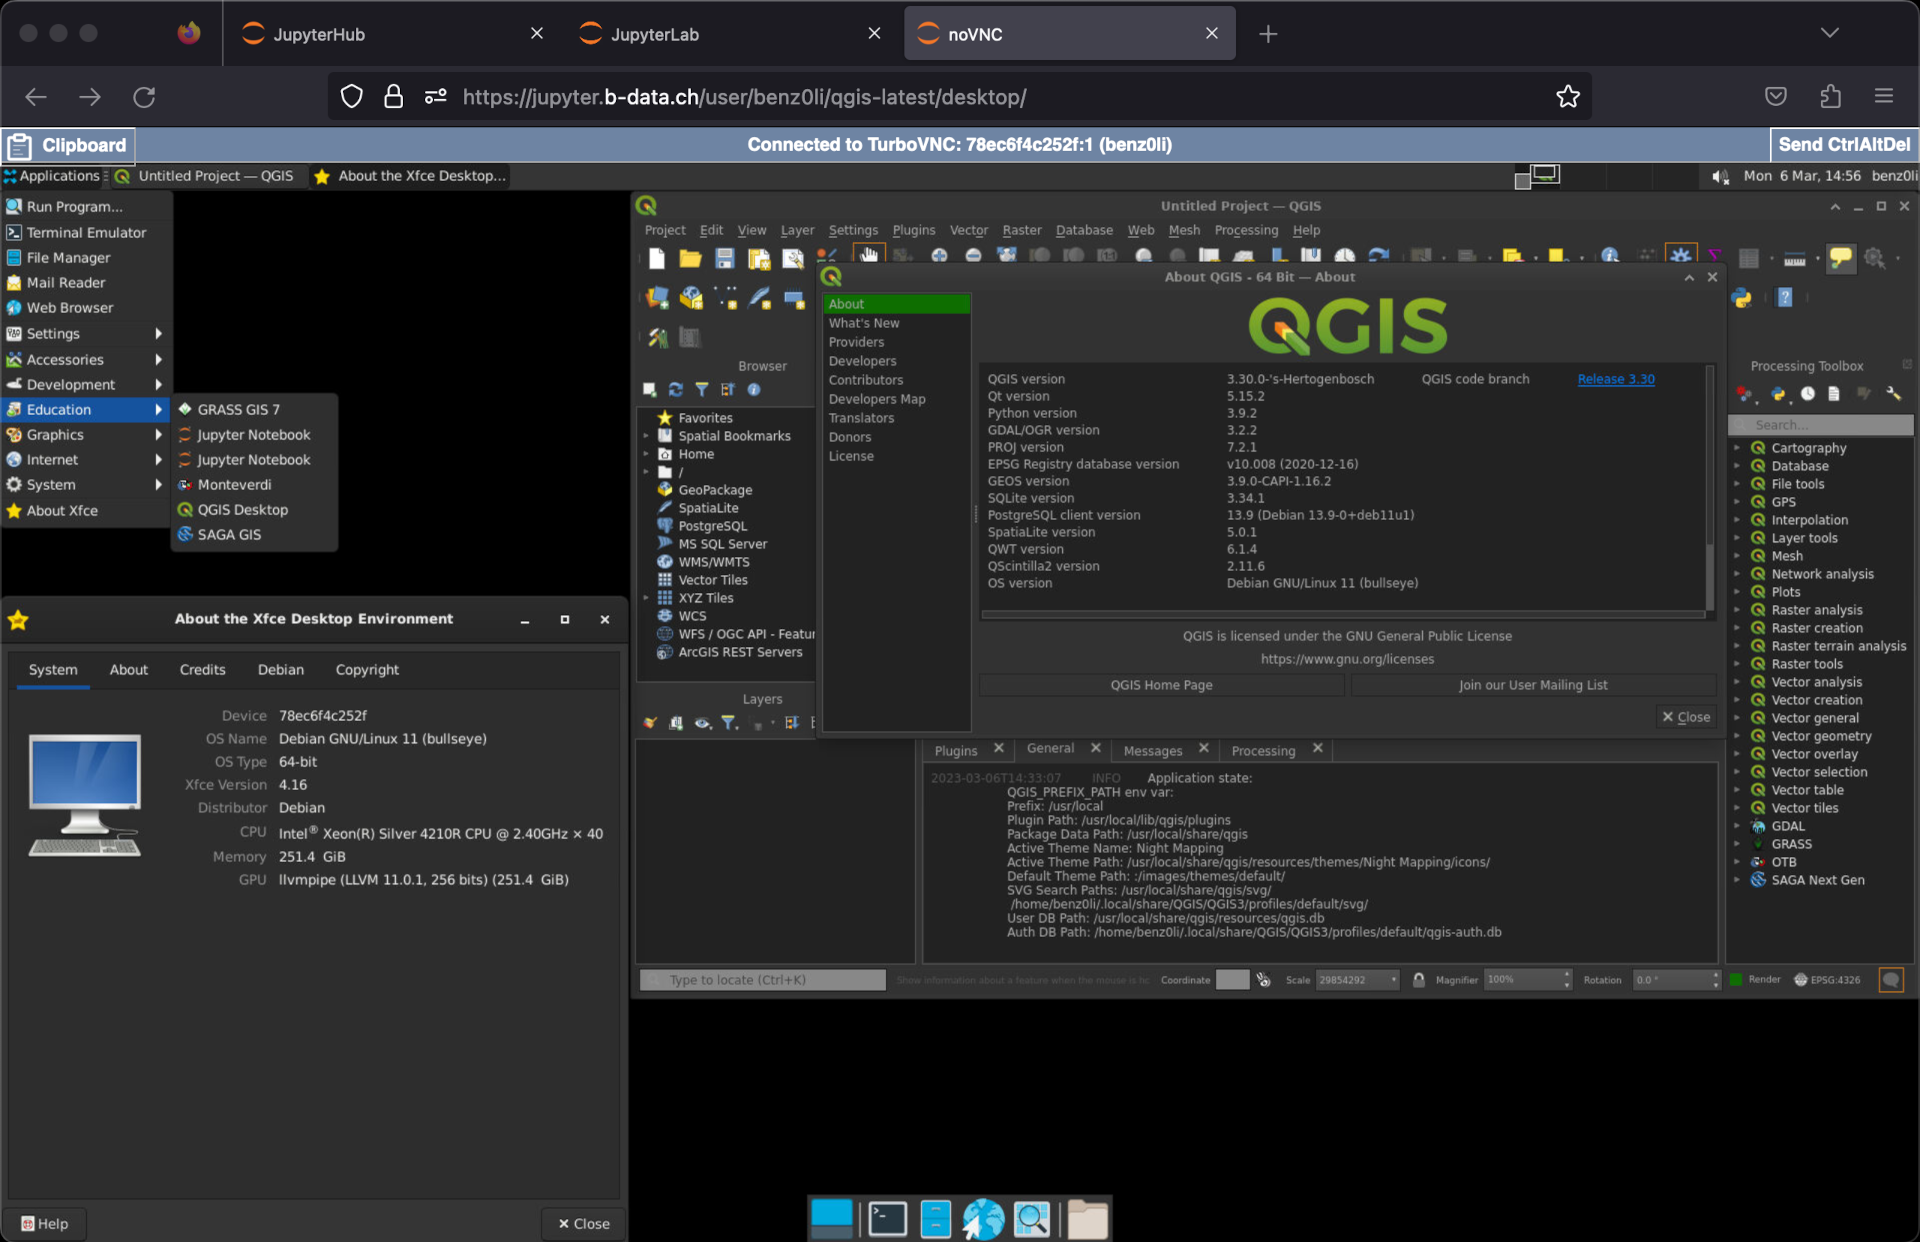 JupyterHub
JupyterLab
noVNC
https://jupyter.b-data.ch/user/benz0li/qgis-latest/desktop/
Clipboard
Connected to TurboVNC: 78ec6f4c252f:1 (benz0li)
Send CtrlAltDel
Applications
Untitled Project — QGIS
About the Xfce Desktop...
Mon 6 Mar, 14:56 benz0li
Run Program...
Terminal Emulator
File Manager
Mail Reader
Web Browser
Settings
Accessories
Development
Education
Graphics
Internet
System
About Xfce
GRASS GIS 7
Jupyter Notebook
Jupyter Notebook
Monteverdi
QGIS Desktop
SAGA GIS
Untitled Project — QGIS
Project Edit View Layer Settings Plugins Vector Raster Database Web Mesh Processing Help
About QGIS - 64 Bit — About
About
What's New
Providers
Developers
Contributors
Developers Map
Translators
Donors
License
QGIS
QGIS version 3.30.0-'s-Hertogenbosch QGIS code branch Release 3.30
Qt version 5.15.2
Python version 3.9.2
GDAL/OGR version 3.2.2
PROJ version 7.2.1
EPSG Registry database version v10.008 (2020-12-16)
GEOS version 3.9.0-CAPI-1.16.2
SQLite version 3.34.1
PostgreSQL client version 13.9 (Debian 13.9-0+deb11u1)
SpatiaLite version 5.0.1
QWT version 6.1.4
QScintilla2 version 2.11.6
OS version Debian GNU/Linux 11 (bullseye)
QGIS is licensed under the GNU General Public License
https://www.gnu.org/licenses
QGIS Home Page
Join our User Mailing List
Close
Browser
Favorites
Spatial Bookmarks
Home
/
GeoPackage
SpatiaLite
PostgreSQL
MS SQL Server
WMS/WMTS
Vector Tiles
XYZ Tiles
WCS
WFS / OGC API - Featur
ArcGIS REST Servers
Layers
Processing Toolbox
Search...
Cartography
Database
File tools
GPS
Interpolation
Layer tools
Mesh
Network analysis
Plots
Raster analysis
Raster creation
Raster terrain analysis
Raster tools
Vector analysis
Vector creation
Vector general
Vector geometry
Vector overlay
Vector selection
Vector table
Vector tiles
GDAL
GRASS
OTB
SAGA Next Gen
Plugins General Messages Processing
2023-03-06T14:33:07 INFO Application state:
QGIS_PREFIX_PATH env var:
Prefix: /usr/local
Plugin Path: /usr/local/lib/qgis/plugins
Package Data Path: /usr/local/share/qgis
Active Theme Name: Night Mapping
Active Theme Path: /usr/local/share/qgis/resources/themes/Night Mapping/icons/
Default Theme Path: :/images/themes/default/
SVG Search Paths: /usr/local/share/qgis/svg/
/home/benz0li/.local/share/QGIS/QGIS3/profiles/default/svg/
User DB Path: /usr/local/share/qgis/resources/qgis.db
Auth DB Path: /home/benz0li/.local/share/QGIS/QGIS3/profiles/default/qgis-auth.db
Type to locate (Ctrl+K)
Show information about a feature when the mouse is hc
Coordinate
Scale 29854292
Magnifier 100%
Rotation 0.0 °
Render
EPSG:4326
About the Xfce Desktop Environment
System About Credits Debian Copyright
Device 78ec6f4c252f
OS Name Debian GNU/Linux 11 (bullseye)
OS Type 64-bit
Xfce Version 4.16
Distributor Debian
CPU Intel® Xeon(R) Silver 4210R CPU @ 2.40GHz × 40
Memory 251.4 GiB
GPU llvmpipe (LLVM 11.0.1, 256 bits) (251.4 GiB)
Help
Close